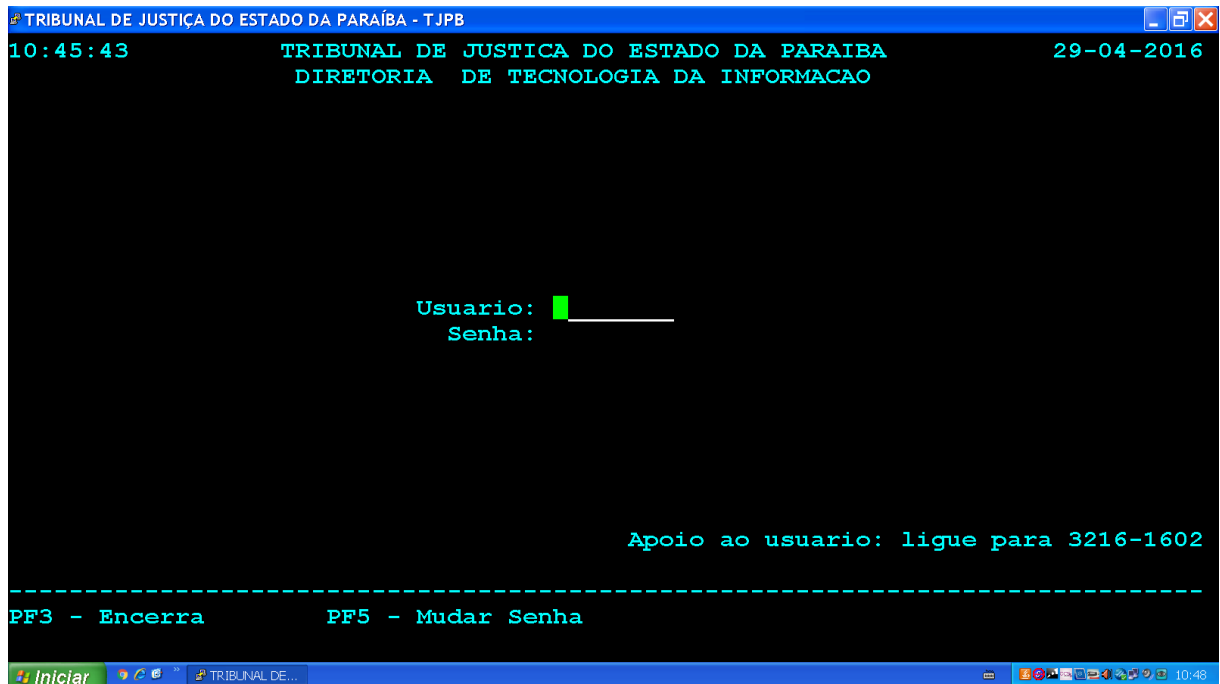 TRIBUNAL DE JUSTIÇA DO ESTADO DA PARAÍBA - TJPB
10:45:43 TRIBUNAL DE JUSTICA DO ESTADO DA PARAIBA 29-04-2016
DIRETORIA DE TECNOLOGIA DA INFORMACAO
Usuario:
Senha:
Apoio ao usuario: ligue para 3216-1602
--------------------------------------------------------------------------------
PF3 - Encerra PF5 - Mudar Senha
Iniciar » TRIBUNAL DE... 10:48